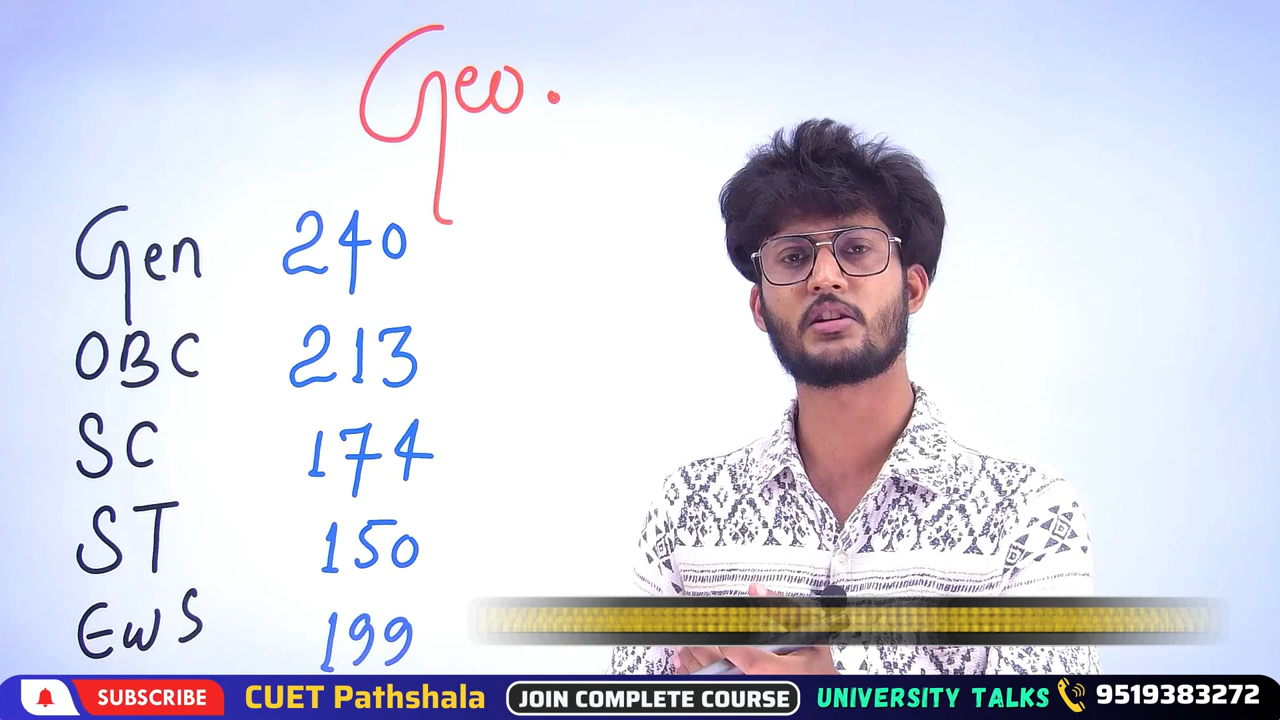 Geo.
Gen 240
OBC 213
SC 174
ST 150
EWS 199
SUBSCRIBE CUET Pathshala JOIN COMPLETE COURSE UNIVERSITY TALKS 9519383272